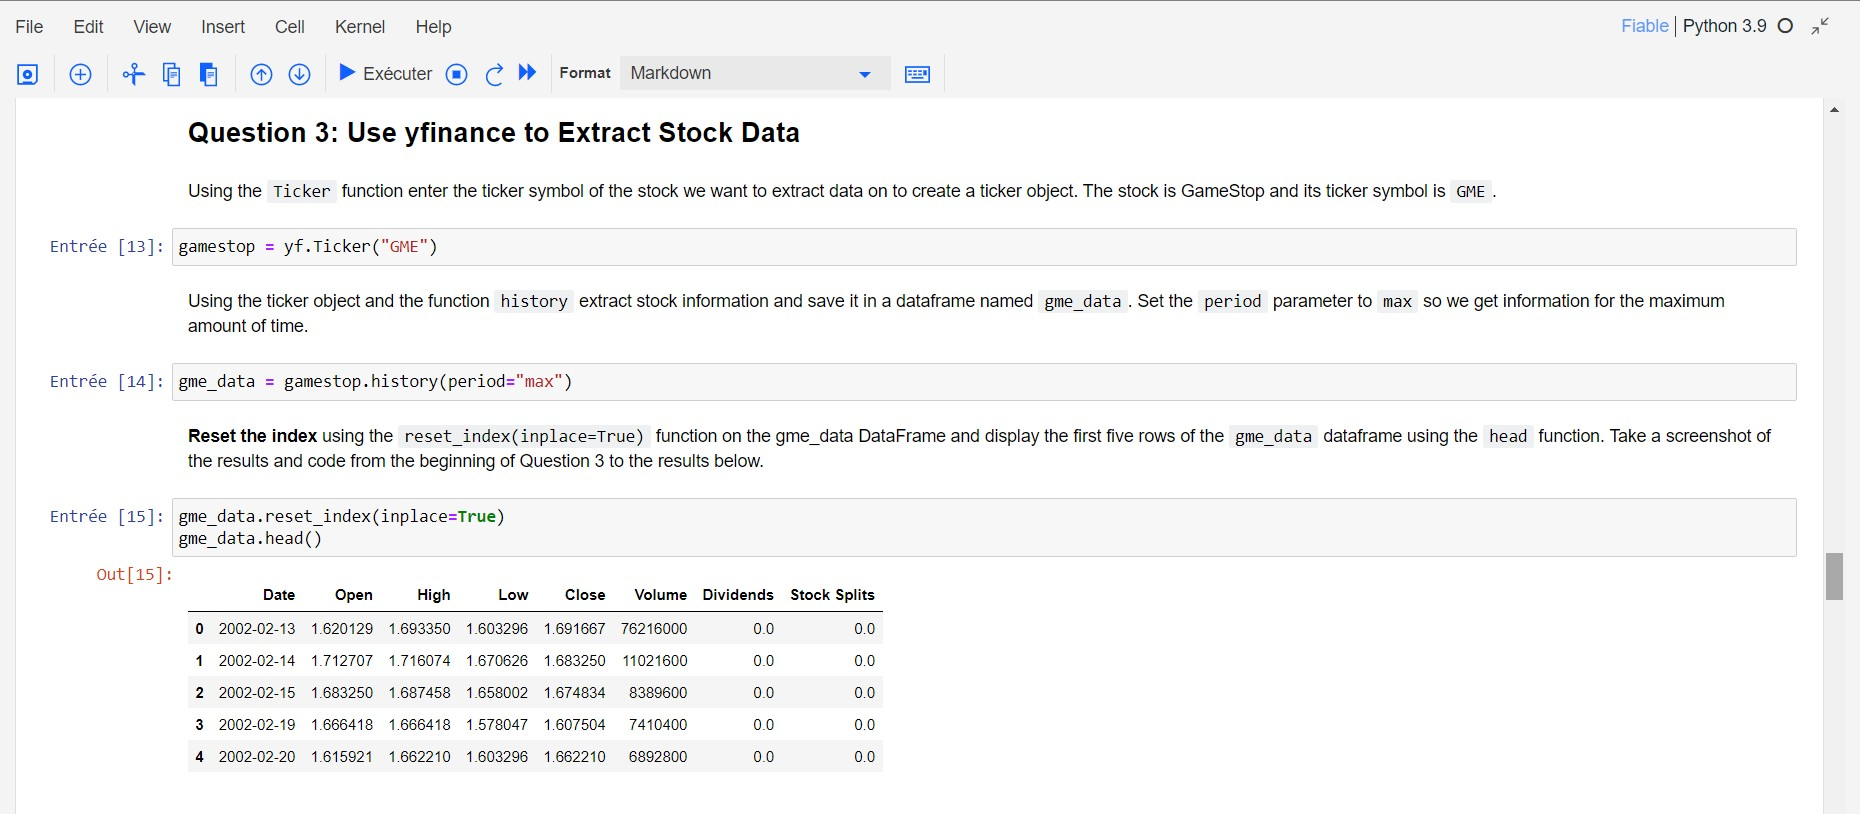 File Edit View Insert Cell Kernel Help Fiable Python 3.9
Exécuter Format Markdown
Question 3: Use yfinance to Extract Stock Data
Using the Ticker function enter the ticker symbol of the stock we want to extract data on to create a ticker object. The stock is GameStop and its ticker symbol is GME .
Entrée [13]: gamestop = yf.Ticker("GME")
Using the ticker object and the function history extract stock information and save it in a dataframe named gme_data . Set the period parameter to max so we get information for the maximum
amount of time.
Entrée [14]: gme_data = gamestop.history(period="max")
Reset the index using the reset_index(inplace=True) function on the gme_data DataFrame and display the first five rows of the gme_data dataframe using the head function. Take a screenshot of
the results and code from the beginning of Question 3 to the results below.
Entrée [15]: gme_data.reset_index(inplace=True)
gme_data.head()
Out[15]:
Date Open High Low Close Volume Dividends Stock Splits
0 2002-02-13 1.620129 1.693350 1.603296 1.691667 76216000 0.0 0.0
1 2002-02-14 1.712707 1.716074 1.670626 1.683250 11021600 0.0 0.0
2 2002-02-15 1.683250 1.687458 1.658002 1.674834 8389600 0.0 0.0
3 2002-02-19 1.666418 1.666418 1.578047 1.607504 7410400 0.0 0.0
4 2002-02-20 1.615921 1.662210 1.603296 1.662210 6892800 0.0 0.0